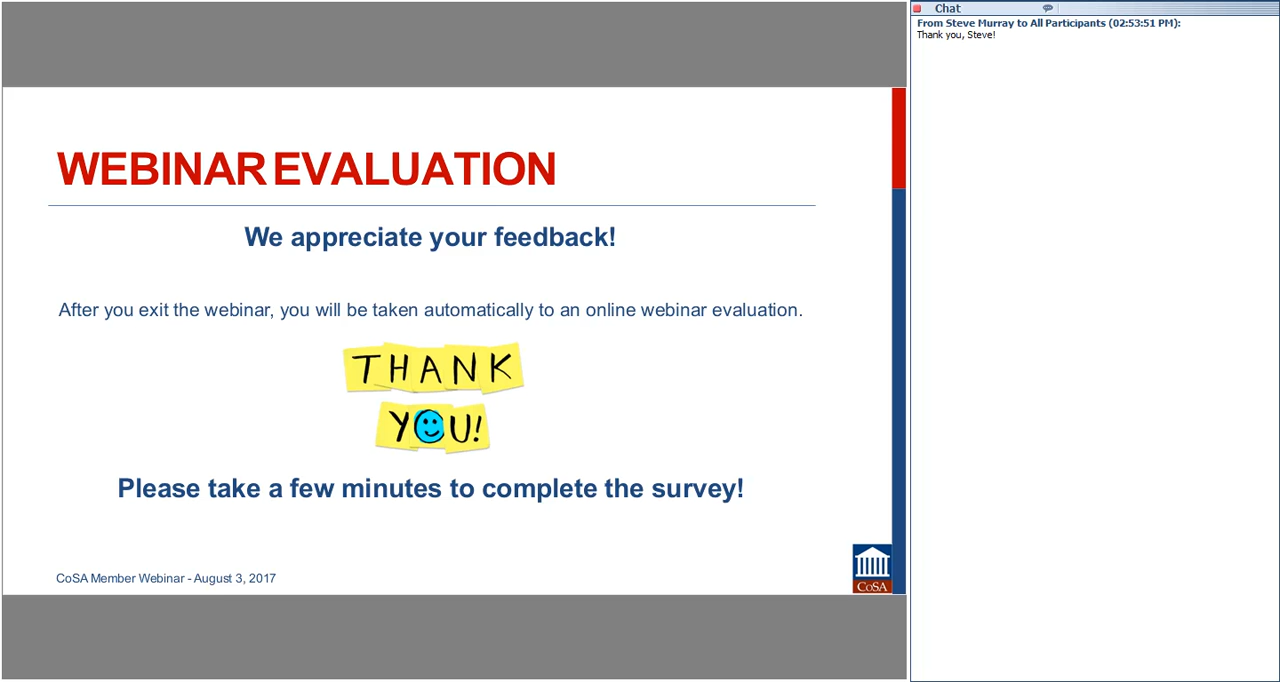 WEBINAR EVALUATION
We appreciate your feedback!
After you exit the webinar, you will be taken automatically to an online webinar evaluation.
THANK
YOU!
Please take a few minutes to complete the survey!
CoSA Member Webinar - August 3, 2017
CoSA
Chat
From Steve Murray to All Participants (02:53:51 PM):
Thank you, Steve!